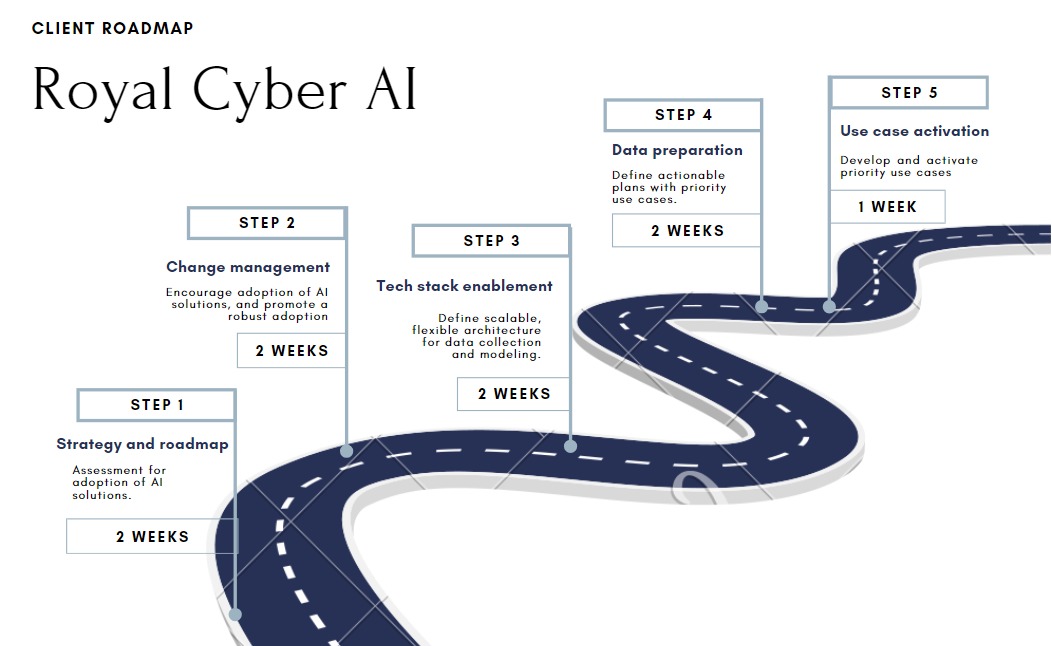 CLIENT ROADMAP
Royal Cyber AI
STEP 1
Strategy and roadmap
Assessment for
adoption of AI
solutions.
2 WEEKS
STEP 2
Change management
Encourage adoption of AI
solutions, and promote a
robust adoption
2 WEEKS
STEP 3
Tech stack enablement
Define scalable,
flexible architecture
for data collection
and modeling.
2 WEEKS
STEP 4
Data preparation
Define actionable
plans with priority
use cases.
2 WEEKS
STEP 5
Use case activation
Develop and activate
priority use cases
1 WEEK